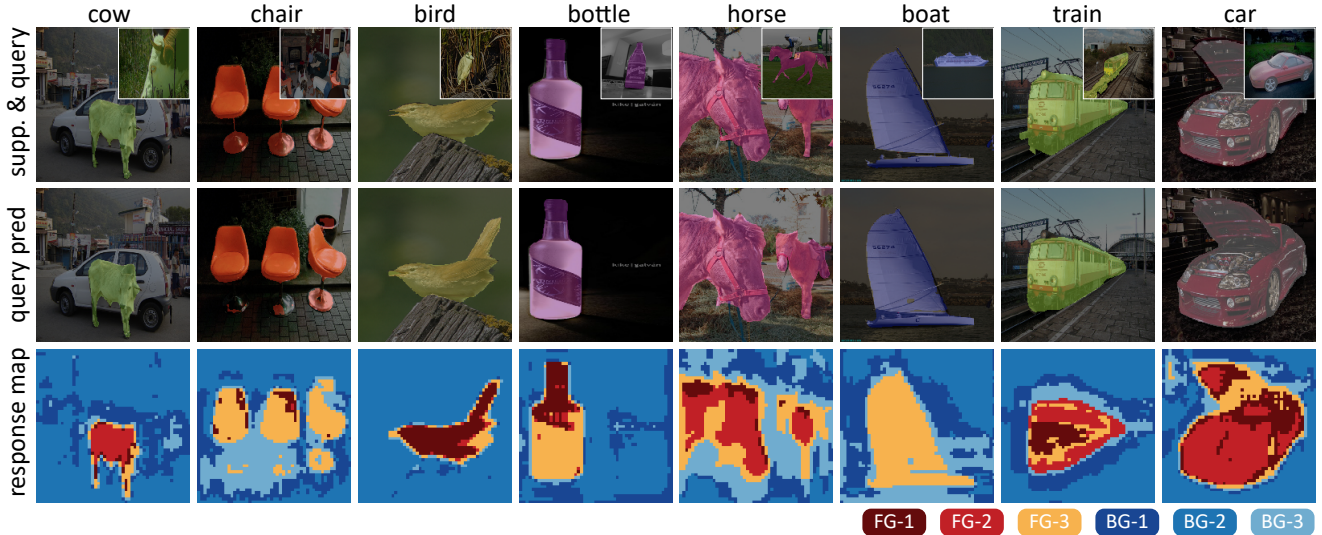 cow chair bird bottle horse boat train car
supp. & query
query pred
response map
FG-1 FG-2 FG-3 BG-1 BG-2 BG-3